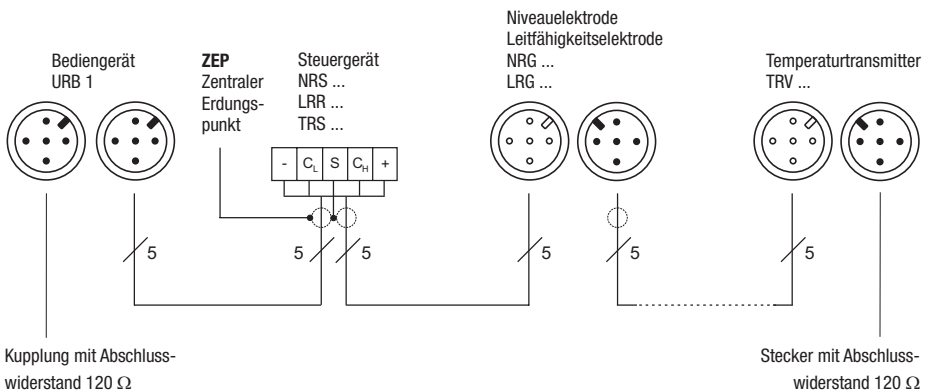 Bediengerät
URB 1
ZEP
Zentraler
Erdungs-
punkt
Steuergerät
NRS ...
LRR ...
TRS ...
- CL S CH +
Niveauelektrode
Leitfähigkeitselektrode
NRG ...
LRG ...
Temperaturtransmitter
TRV ...
5
5
5
5
5
5
Kupplung mit Abschluss-
widerstand 120 Ω
Stecker mit Abschluss-
widerstand 120 Ω